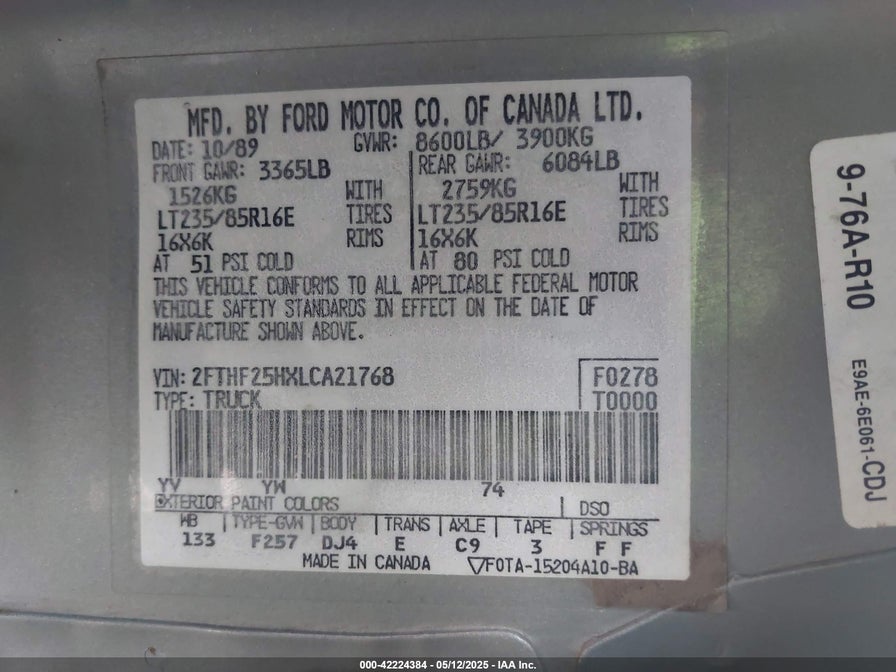 MFD. BY FORD MOTOR CO. OF CANADA LTD.
DATE: 10/89 GVWR: 8600LB/ 3900KG
FRONT GAWR: 3365LB REAR GAWR: 6084LB
1526KG WITH 2759KG WITH
LT235/85R16E TIRES LT235/85R16E TIRES
16X6K RIMS 16X6K RIMS
AT 51 PSI COLD AT 80 PSI COLD
THIS VEHICLE CONFORMS TO ALL APPLICABLE FEDERAL MOTOR
VEHICLE SAFETY STANDARDS IN EFFECT ON THE DATE OF
MANUFACTURE SHOWN ABOVE.
VIN: 2FTHF25HXLCA21768 F0278
TYPE: TRUCK T0000
YV YW 74
EXTERIOR PAINT COLORS DSO
WB TYPE-GVW BODY TRANS AXLE TAPE SPRINGS
133 F257 DJ4 E C9 3 F F
MADE IN CANADA F0TA-15204A10-BA
9-76A-R10
E9AE-6E061-CDJ
000-42224384 - 05/12/2025 - IAA Inc.